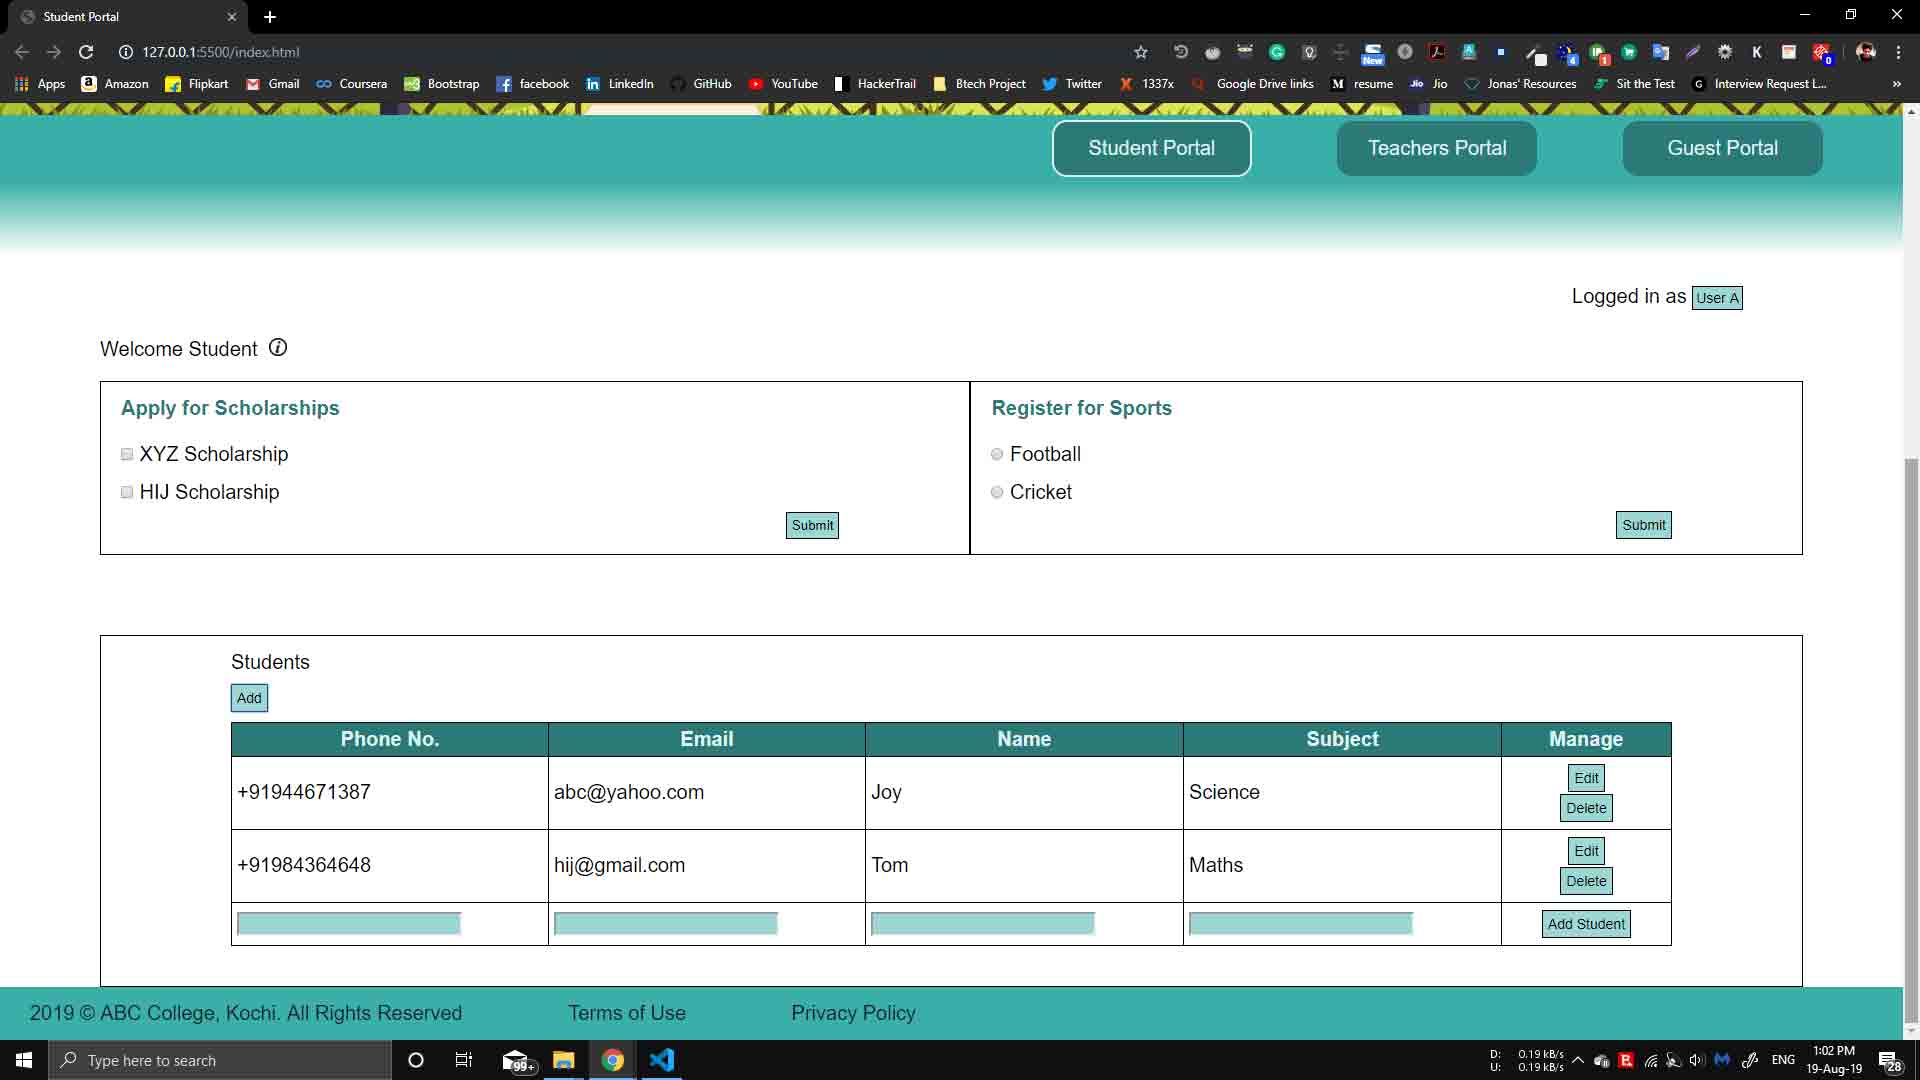 Student Portal
127.0.0.1:5500/index.html
New 4 1 K 0
Apps Amazon Flipkart Gmail Coursera Bootstrap facebook LinkedIn GitHub YouTube HackerTrail Btech Project Twitter 1337x Google Drive links resume Jio Jonas' Resources Sit the Test Interview Request L... »
Student Portal Teachers Portal Guest Portal
Logged in as User A
Welcome Student
Apply for Scholarships Register for Sports
XYZ Scholarship Football
HIJ Scholarship Cricket
Submit Submit
Students
Add
Phone No. Email Name Subject Manage
+91944671387 abc@yahoo.com Joy Science Edit
Delete
+91984364648 hij@gmail.com Tom Maths Edit
Delete
Add Student
2019 © ABC College, Kochi. All Rights Reserved Terms of Use Privacy Policy
Type here to search 99+
D: 0.19 kB/s
U: 0.19 kB/s
ENG
1:02 PM
19-Aug-19
28